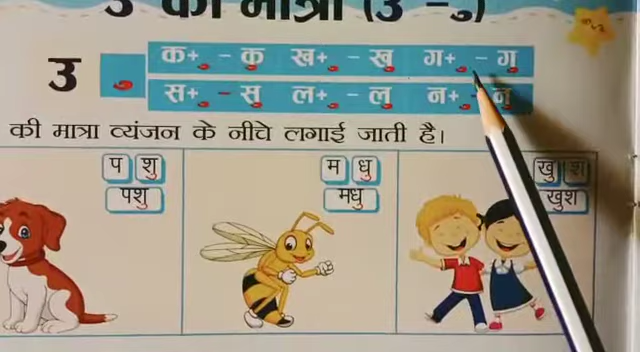 उ की मात्रा (उ - ु)
उ ु
क+ ु - कु ख+ ु - खु ग+ ु - गु
स+ ु - सु ल+ ु - लु न+ ु - नु
की मात्रा व्यंजन के नीचे लगाई जाती है।
प शु म धु खु श
पशु मधु खुश